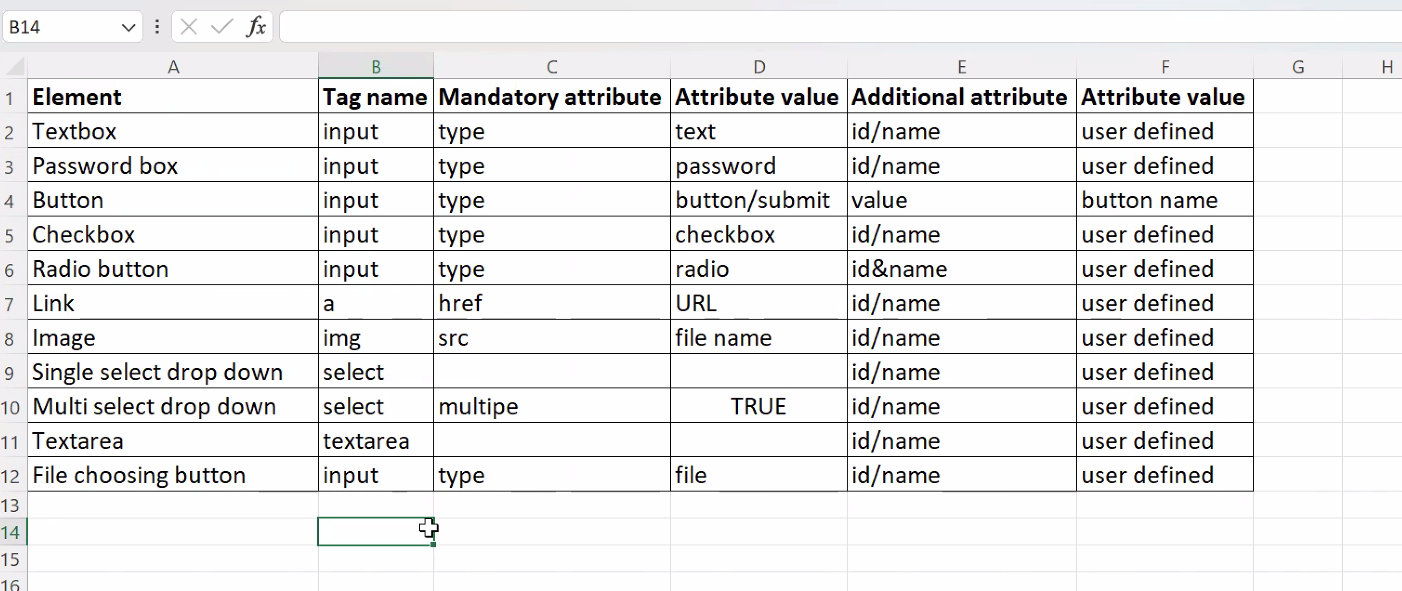 B14 fx
A B C D E F G H
1 Element Tag name Mandatory attribute Attribute value Additional attribute Attribute value
2 Textbox input type text id/name user defined
3 Password box input type password id/name user defined
4 Button input type button/submit value button name
5 Checkbox input type checkbox id/name user defined
6 Radio button input type radio id&name user defined
7 Link a href URL id/name user defined
8 Image img src file name id/name user defined
9 Single select drop down select id/name user defined
10 Multi select drop down select multipe TRUE id/name user defined
11 Textarea textarea id/name user defined
12 File choosing button input type file id/name user defined
13
14
15
16